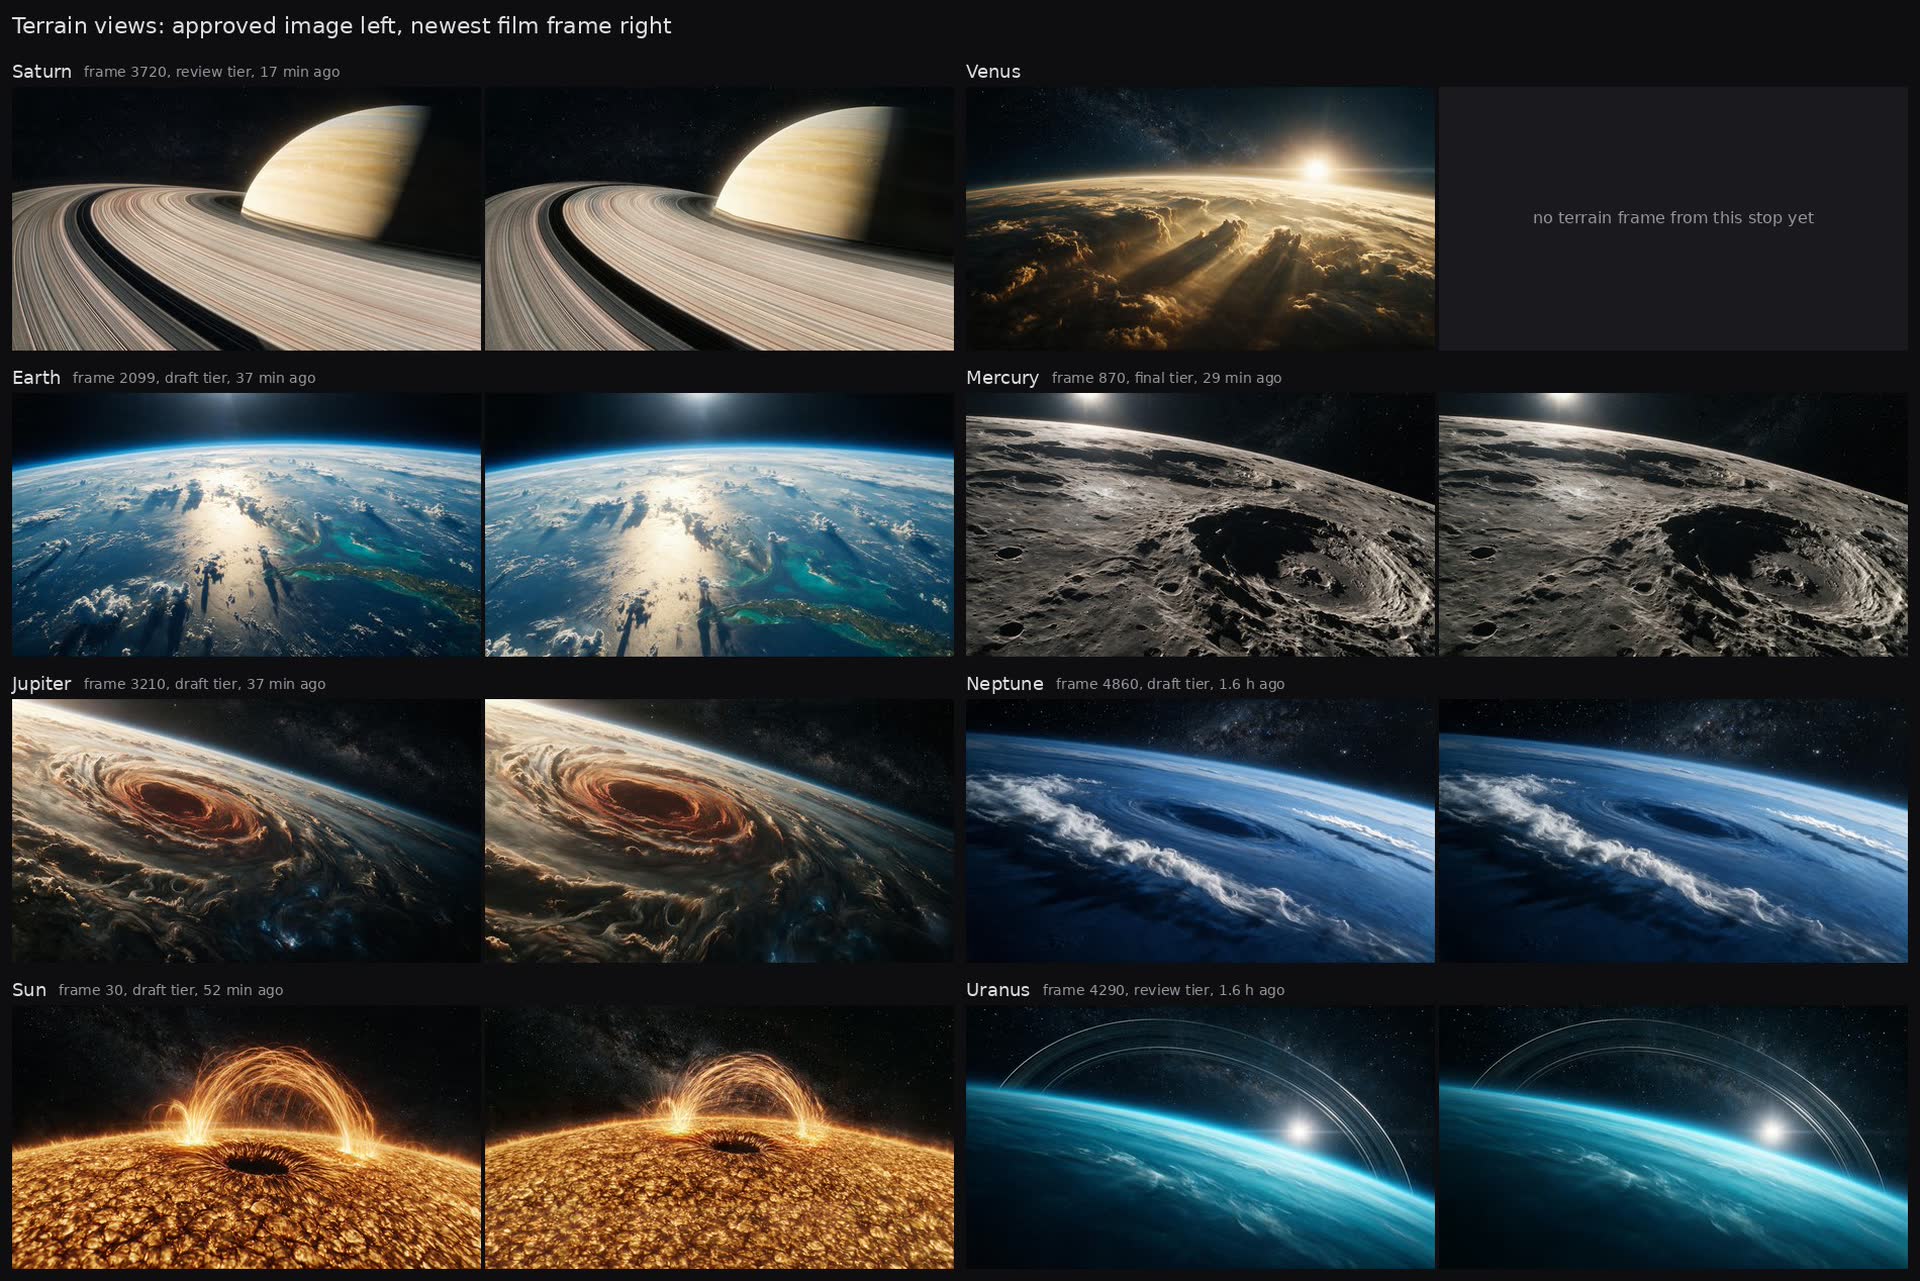 Terrain views: approved image left, newest film frame right
Saturn frame 3720, review tier, 17 min ago
Venus
no terrain frame from this stop yet
Earth frame 2099, draft tier, 37 min ago
Mercury frame 870, final tier, 29 min ago
Jupiter frame 3210, draft tier, 37 min ago
Neptune frame 4860, draft tier, 1.6 h ago
Sun frame 30, draft tier, 52 min ago
Uranus frame 4290, review tier, 1.6 h ago